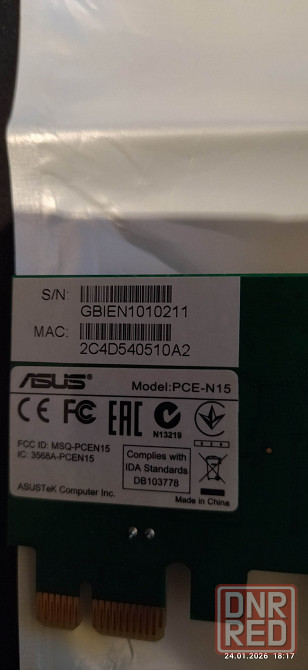 S/N:
GBIEN1010211
MAC:
2C4D540510A2
ASUS® Model:PCE-N15
CE FC EAC
N13219
FCC ID: MSQ-PCEN15
IC: 3568A-PCEN15
Complies with
IDA Standards
DB103778
ASUSTeK Computer Inc.
Made in China
DNR
RED
24.01.2026 18:17